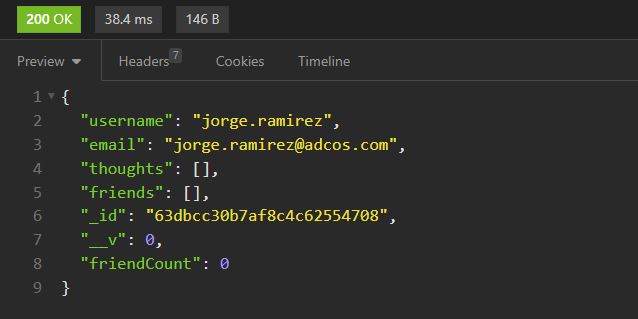 200 OK 38.4 ms 146 B
Preview Headers 7 Cookies Timeline
1 {
2 "username": "jorge.ramirez",
3 "email": "jorge.ramirez@adcos.com",
4 "thoughts": [],
5 "friends": [],
6 "_id": "63dbcc30b7af8c4c62554708",
7 "__v": 0,
8 "friendCount": 0
9 }